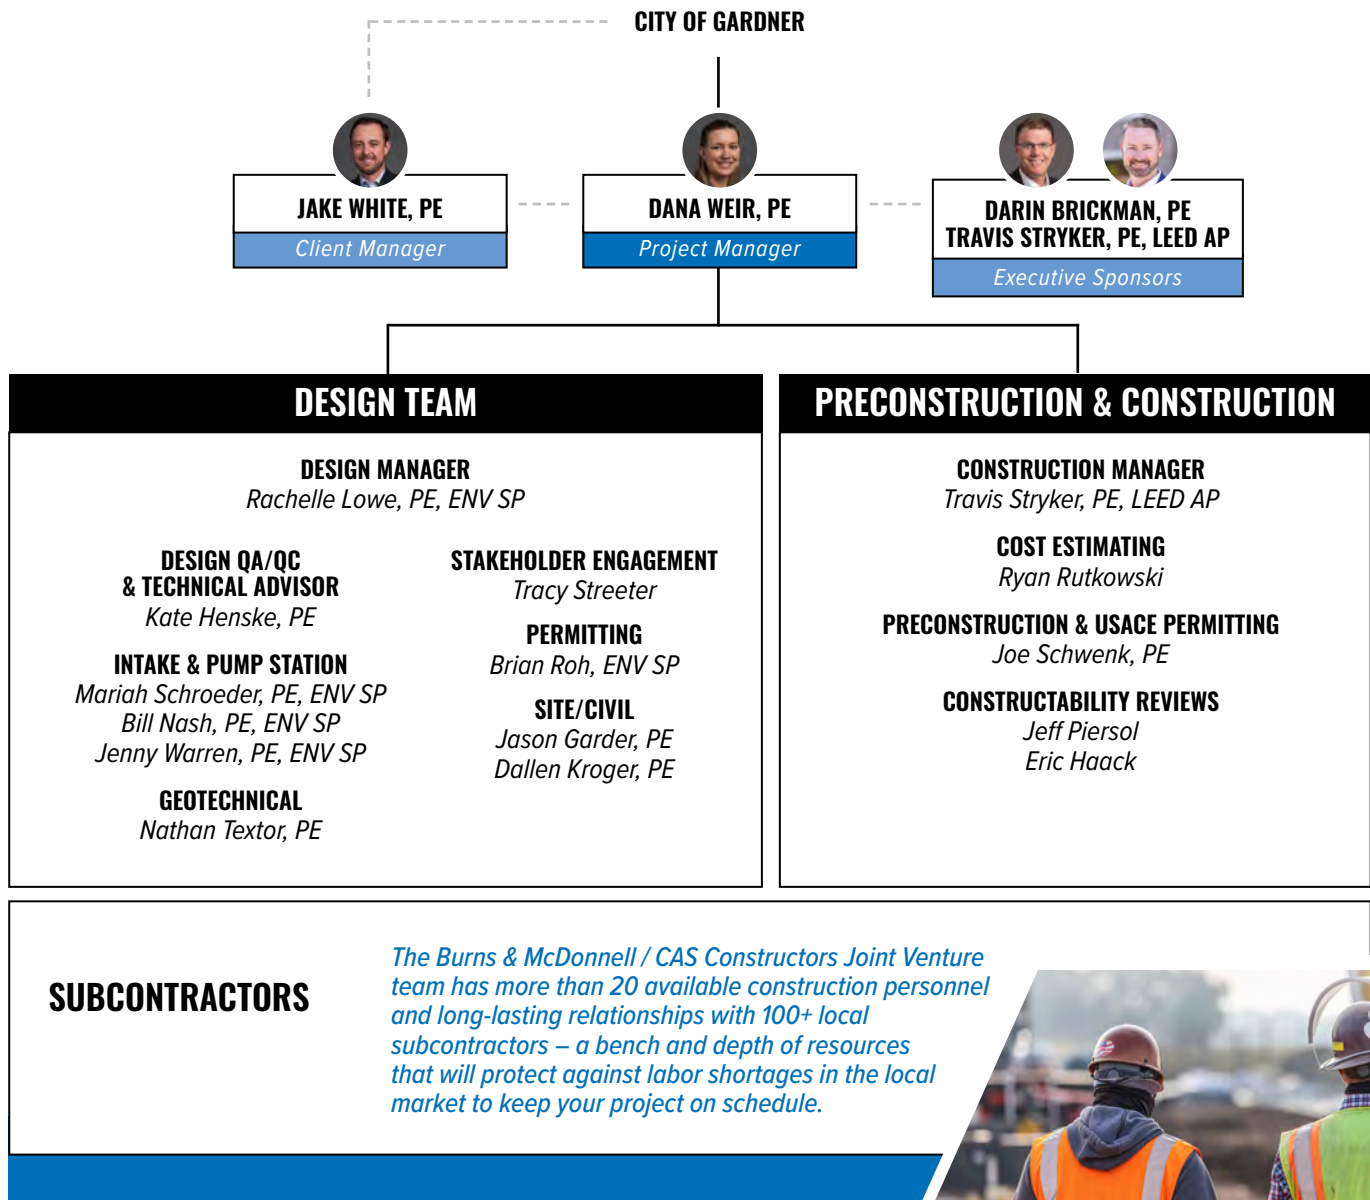 CITY OF GARDNER
JAKE WHITE, PE
Client Manager
DANA WEIR, PE
Project Manager
DARIN BRICKMAN, PE
TRAVIS STRYKER, PE, LEED AP
Executive Sponsors
DESIGN TEAM
DESIGN MANAGER
Rachelle Lowe, PE, ENV SP
DESIGN QA/QC
& TECHNICAL ADVISOR
Kate Henske, PE
INTAKE & PUMP STATION
Mariah Schroeder, PE, ENV SP
Bill Nash, PE, ENV SP
Jenny Warren, PE, ENV SP
GEOTECHNICAL
Nathan Textor, PE
STAKEHOLDER ENGAGEMENT
Tracy Streeter
PERMITTING
Brian Roh, ENV SP
SITE/CIVIL
Jason Garder, PE
Dallen Kroger, PE
PRECONSTRUCTION & CONSTRUCTION
CONSTRUCTION MANAGER
Travis Stryker, PE, LEED AP
COST ESTIMATING
Ryan Rutkowski
PRECONSTRUCTION & USACE PERMITTING
Joe Schwenk, PE
CONSTRUCTABILITY REVIEWS
Jeff Piersol
Eric Haack
SUBCONTRACTORS
The Burns & McDonnell / CAS Constructors Joint Venture
team has more than 20 available construction personnel
and long-lasting relationships with 100+ local
subcontractors – a bench and depth of resources
that will protect against labor shortages in the local
market to keep your project on schedule.